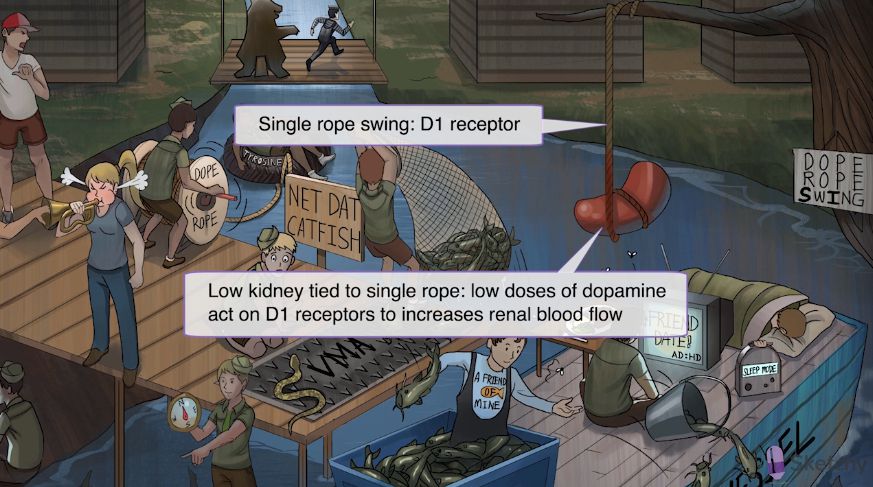 Single rope swing: D1 receptor
TYROSINE
DOPE
ROPE
DOPE
ROPE
SWING
NET DAT
CATFISH
Low kidney tied to single rope: low doses of dopamine
act on D1 receptors to increases renal blood flow
FRIEND
DATE!
AD:HD
VMA
SLEEP MODE
A FRIEND
OF
MINE
Sketchy